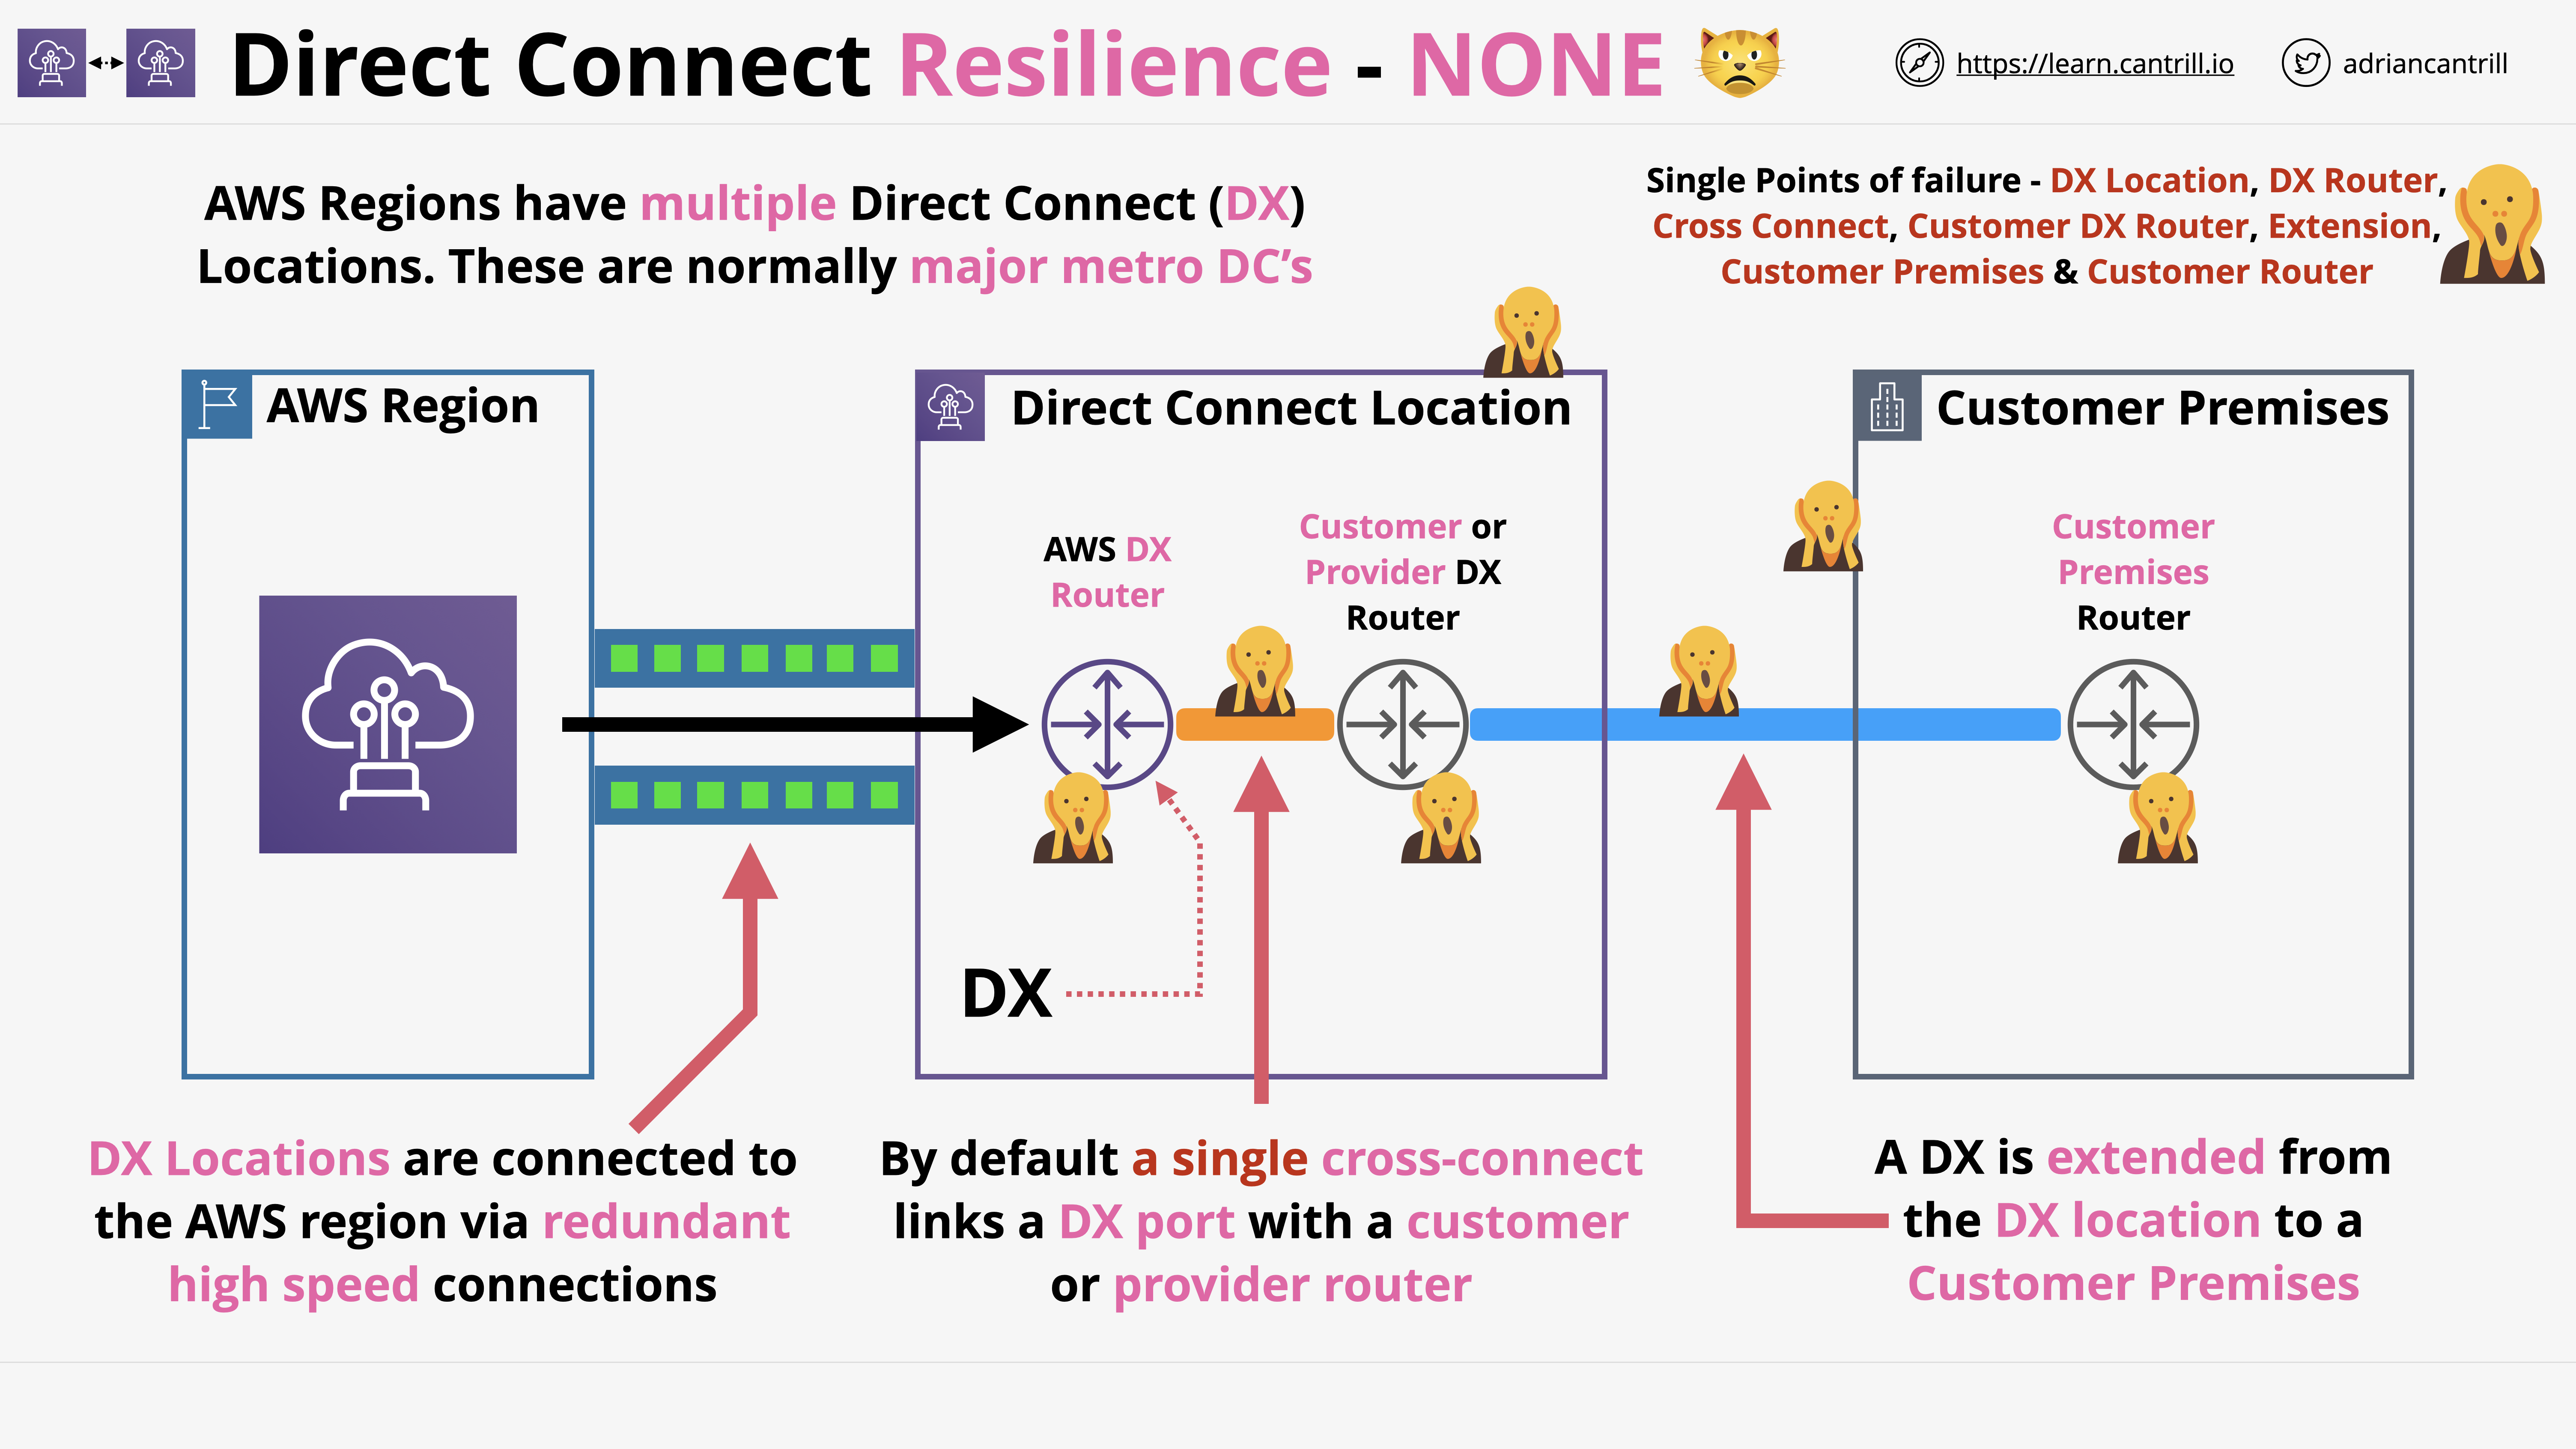 Direct Connect Resilience - NONE
https://learn.cantrill.io
adriancantrill
AWS Regions have multiple Direct Connect (DX)
Locations. These are normally major metro DC’s
Single Points of failure - DX Location, DX Router,
Cross Connect, Customer DX Router, Extension,
Customer Premises & Customer Router
AWS Region
Direct Connect Location
Customer Premises
AWS DX
Router
Customer or
Provider DX
Router
Customer
Premises
Router
DX
DX Locations are connected to
the AWS region via redundant
high speed connections
By default a single cross-connect
links a DX port with a customer
or provider router
A DX is extended from
the DX location to a
Customer Premises